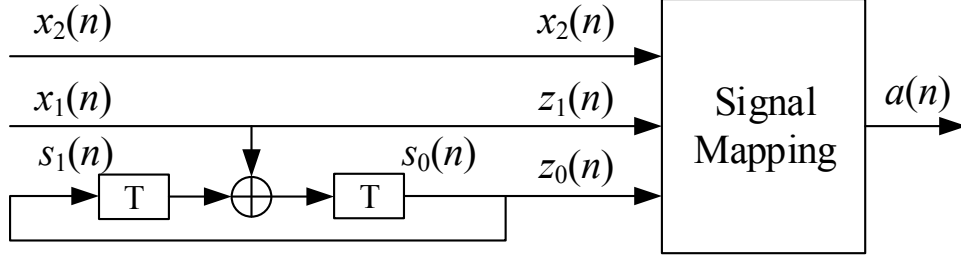 x₂(n) x₂(n)
x₁(n) z₁(n)
s₁(n) s₀(n) z₀(n)
T T
Signal
Mapping
a(n)